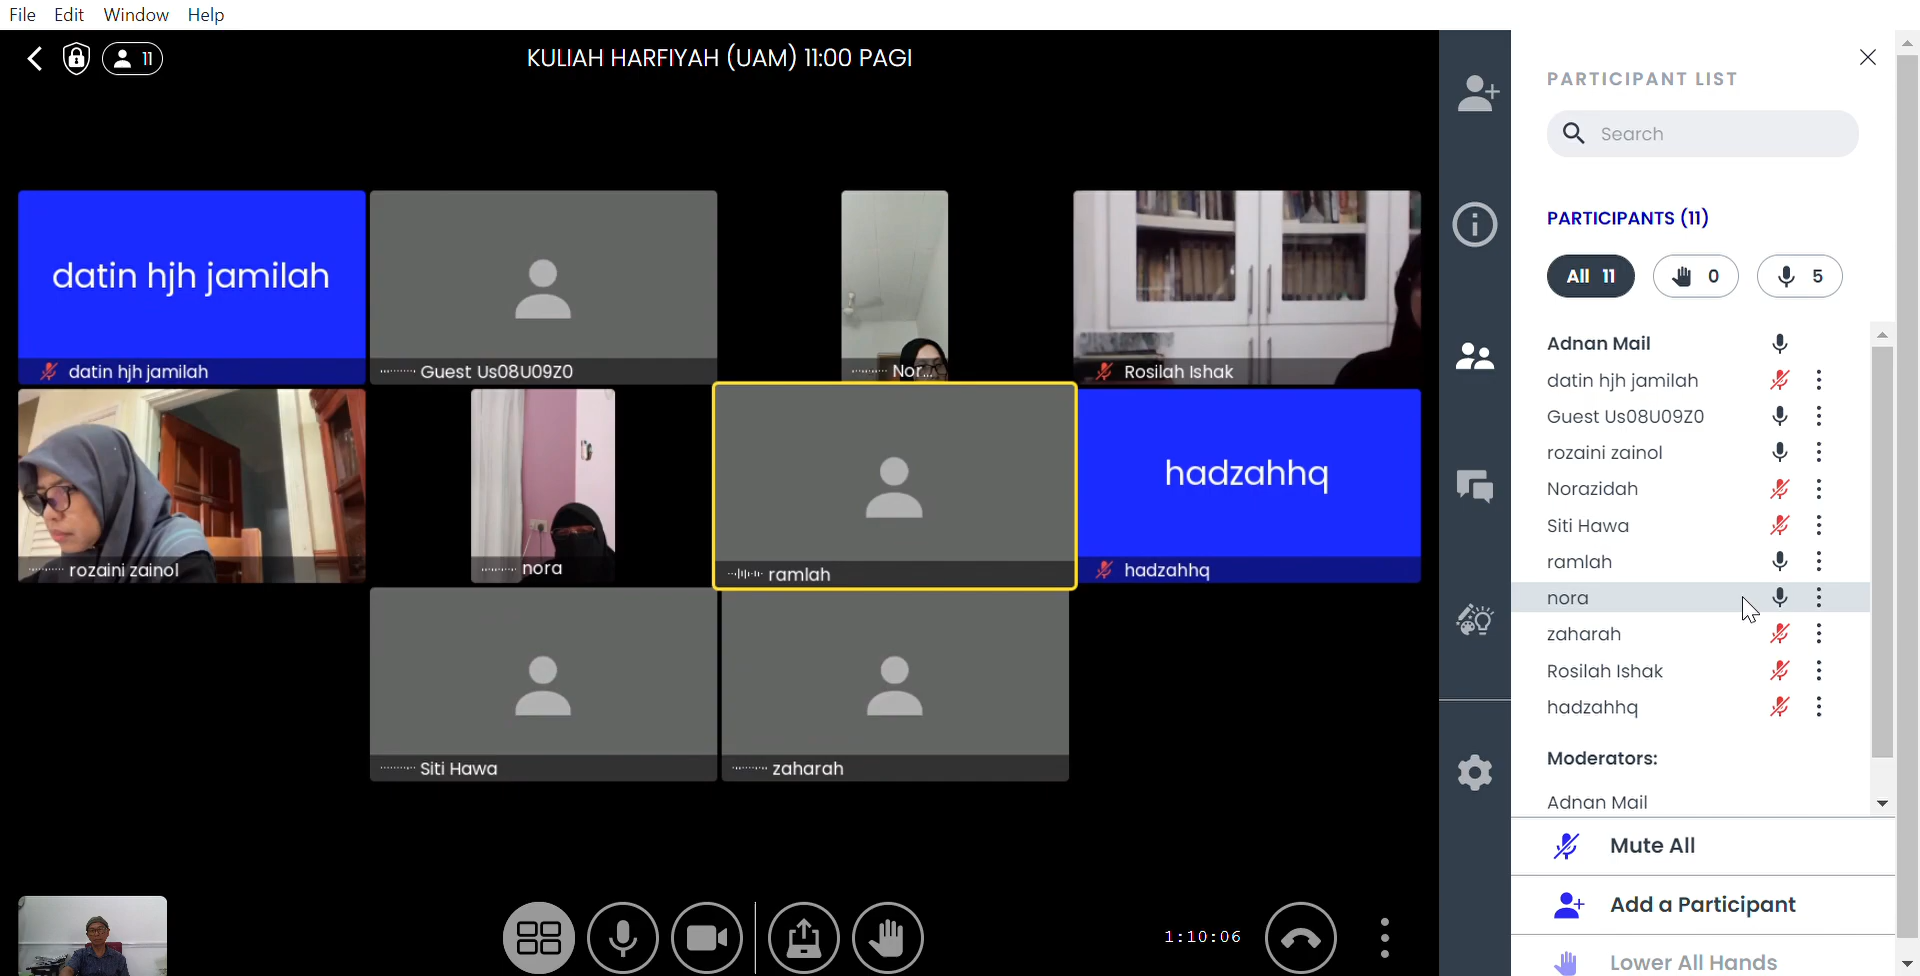 File Edit Window Help
11
KULIAH HARFIYAH (UAM) 11:00 PAGI
datin hjh jamilah
datin hjh jamilah
Guest Us08U09Z0
Nor...
Rosilah Ishak
rozaini zainol
nora
ramlah
hadzahhq
hadzahhq
Siti Hawa
zaharah
1:10:06
PARTICIPANT LIST
Search
PARTICIPANTS (11)
All 11 0 5
Adnan Mail
datin hjh jamilah
Guest Us08U09Z0
rozaini zainol
Norazidah
Siti Hawa
ramlah
nora
zaharah
Rosilah Ishak
hadzahhq
Moderators:
Adnan Mail
Mute All
Add a Participant
Lower All Hands